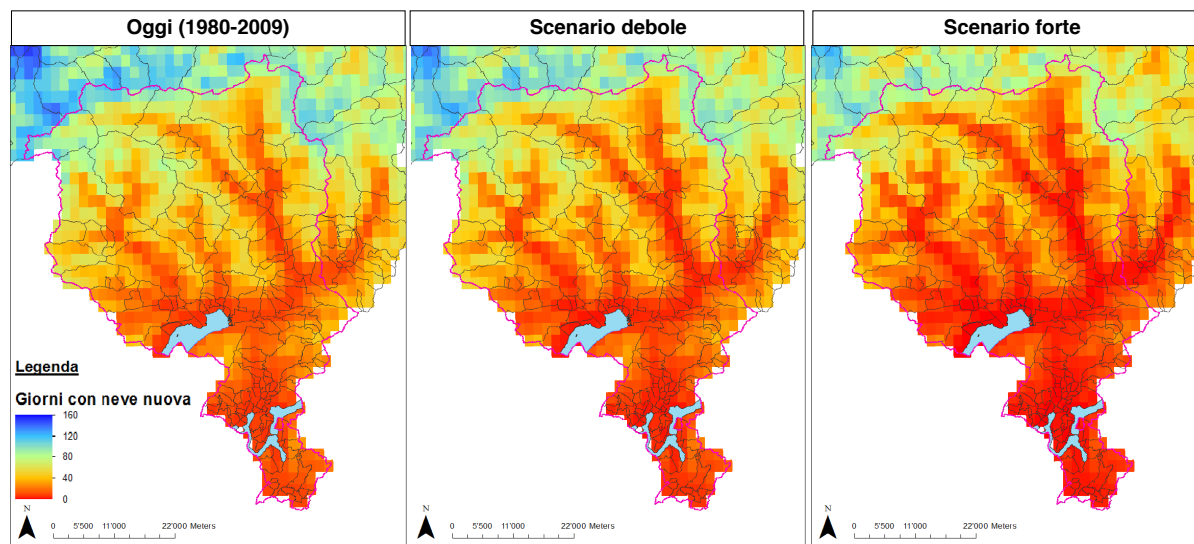 Oggi (1980-2009)
Scenario debole
Scenario forte
Legenda
Giorni con neve nuova
160
120
80
40
0
N
0 5'500 11'000 22'000 Meters
N
0 5'500 11'000 22'000 Meters
N
0 5'500 11'000 22'000 Meters